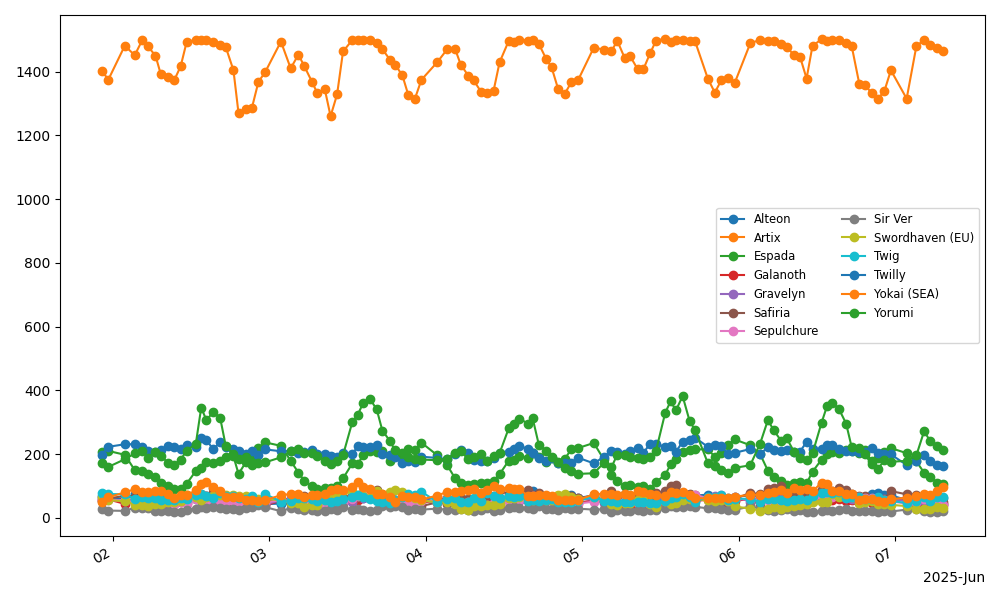 1400
1200
1000
800
600
400
200
0
Alteon
Artix
Espada
Galanoth
Gravelyn
Safiria
Sepulchure
Sir Ver
Swordhaven (EU)
Twig
Twilly
Yokai (SEA)
Yorumi
02
03
04
05
06
07
2025-Jun